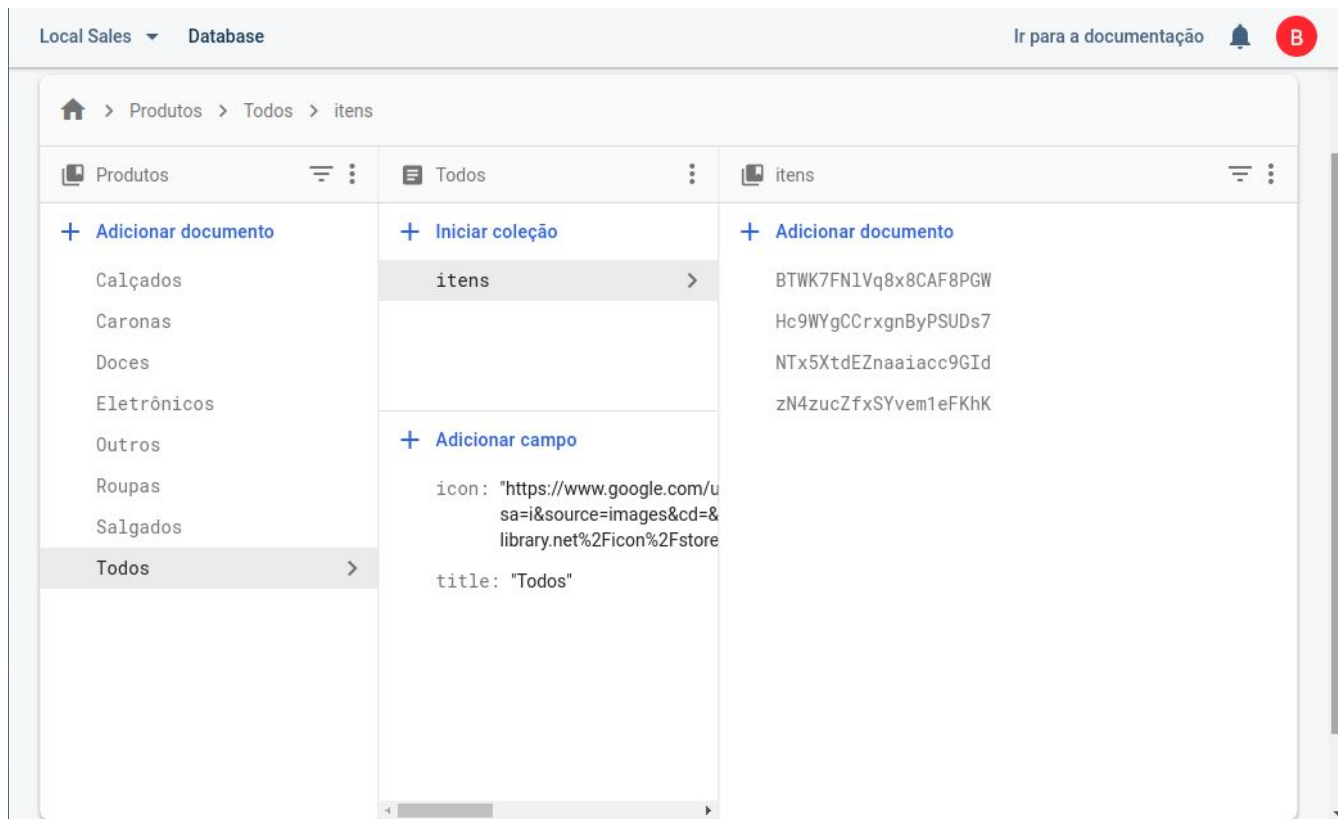 Local Sales Database Ir para a documentação B
> Produtos > Todos > itens
Produtos
Todos
itens
+ Adicionar documento
Calçados
Caronas
Doces
Eletrônicos
Outros
Roupas
Salgados
Todos >
+ Iniciar coleção
itens >
+ Adicionar campo
icon: "https://www.google.com/u
sa=i&source=images&cd=&
library.net%2Ficon%2Fstore
title: "Todos"
+ Adicionar documento
BTWK7FNlVq8x8CAF8PGW
Hc9WYgCCrxgnByPSUDs7
NTx5XtdEZnaaiacc9GId
zN4zucZfxSYvem1eFKhK